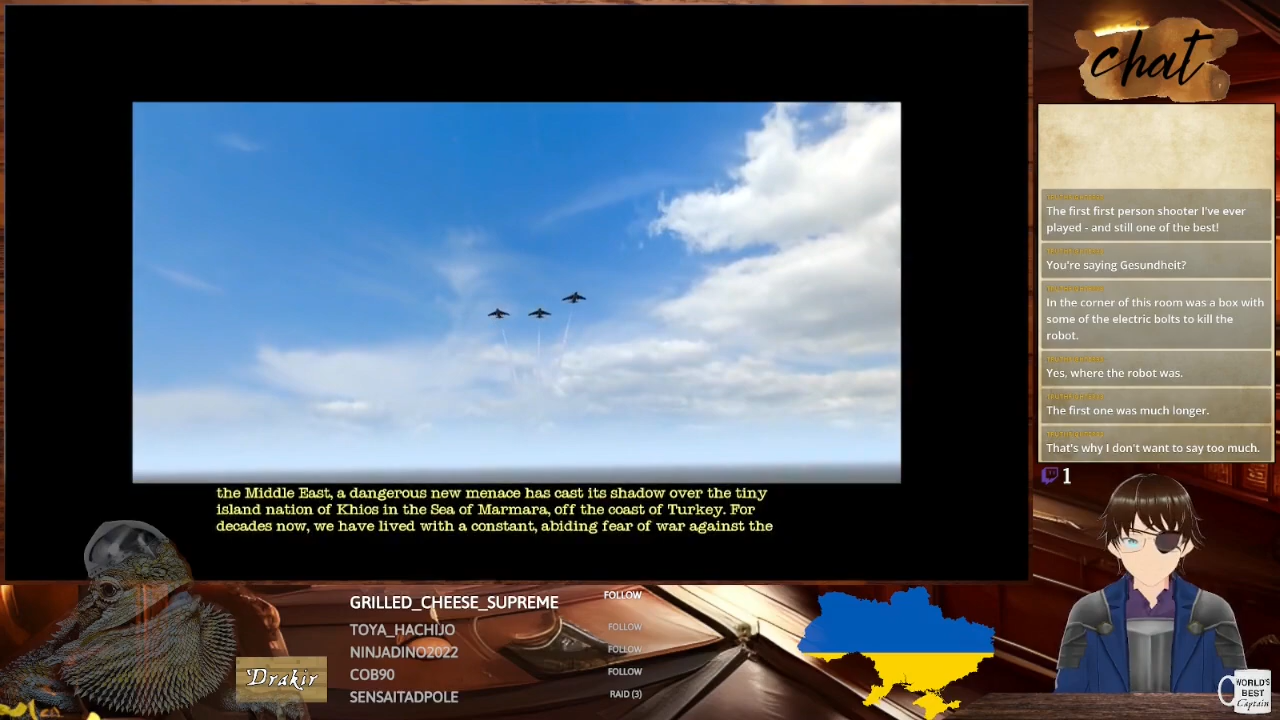 chat
The first first person shooter I've ever
played - and still one of the best!
You're saying Gesundheit?
In the corner of this room was a box with
some of the electric bolts to kill the
robot.
Yes, where the robot was.
The first one was much longer.
That's why I don't want to say too much.
1
the Middle East, a dangerous new menace has cast its shadow over the tiny
island nation of Khios in the Sea of Marmara, off the coast of Turkey. For
decades now, we have lived with a constant, abiding fear of war against the
GRILLED_CHEESE_SUPREME FOLLOW
TOYA_HACHIJO FOLLOW
NINJADINO2022 FOLLOW
COB90 FOLLOW
SENSAITADPOLE RAID (3)
Drakir
WORLD'S
BEST
Captain